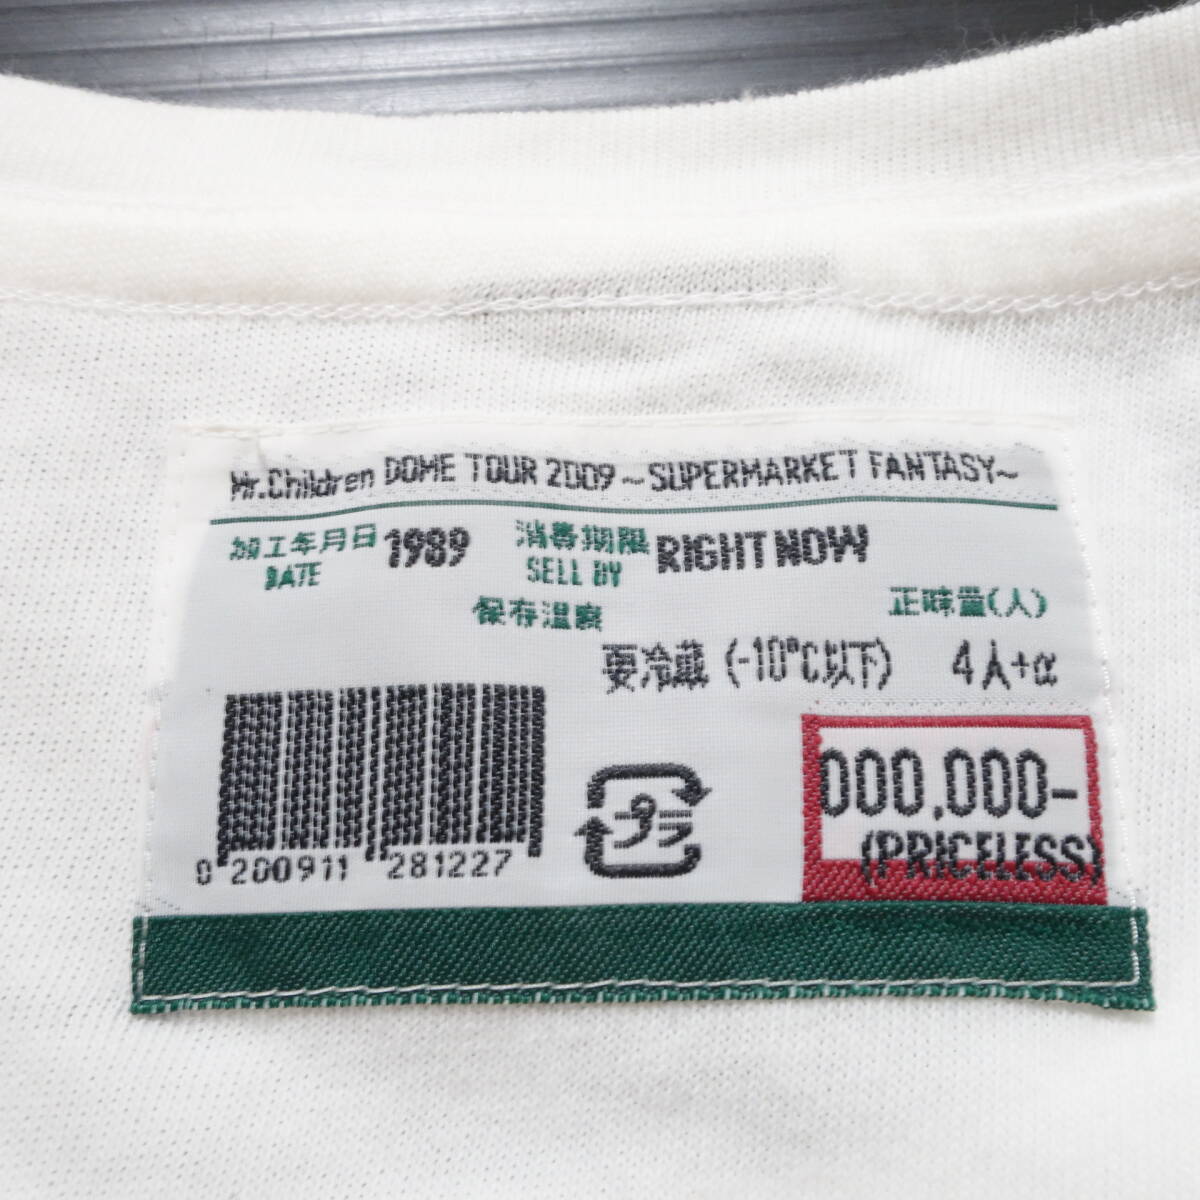 Mr.Children DOME TOUR 2009 ~SUPERMARKET FANTASY~
加工年月日 1989 消費期限 RIGHT NOW
DATE SELL BY
保存温度 正味量(人)
要冷蔵 (-10°C以下) 4人+α
000,000-
(PRICELESS)
プラ
0 200911 281227